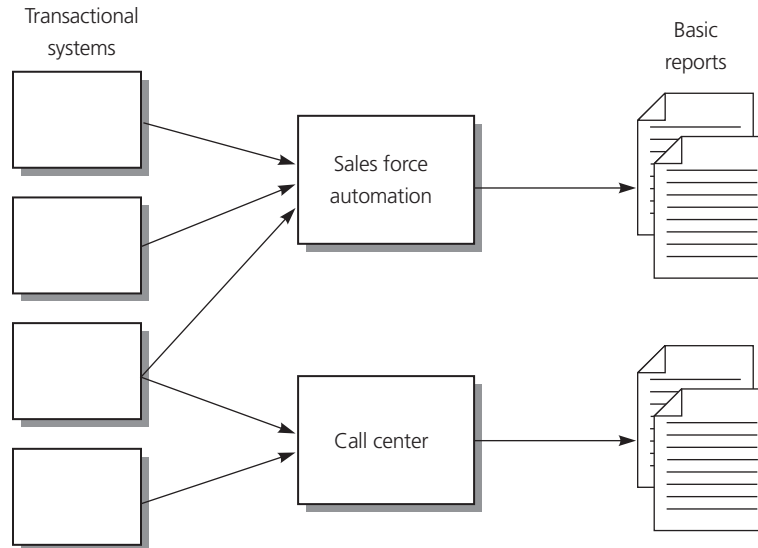 Transactional
systems
Basic
reports
Sales force
automation
Call center